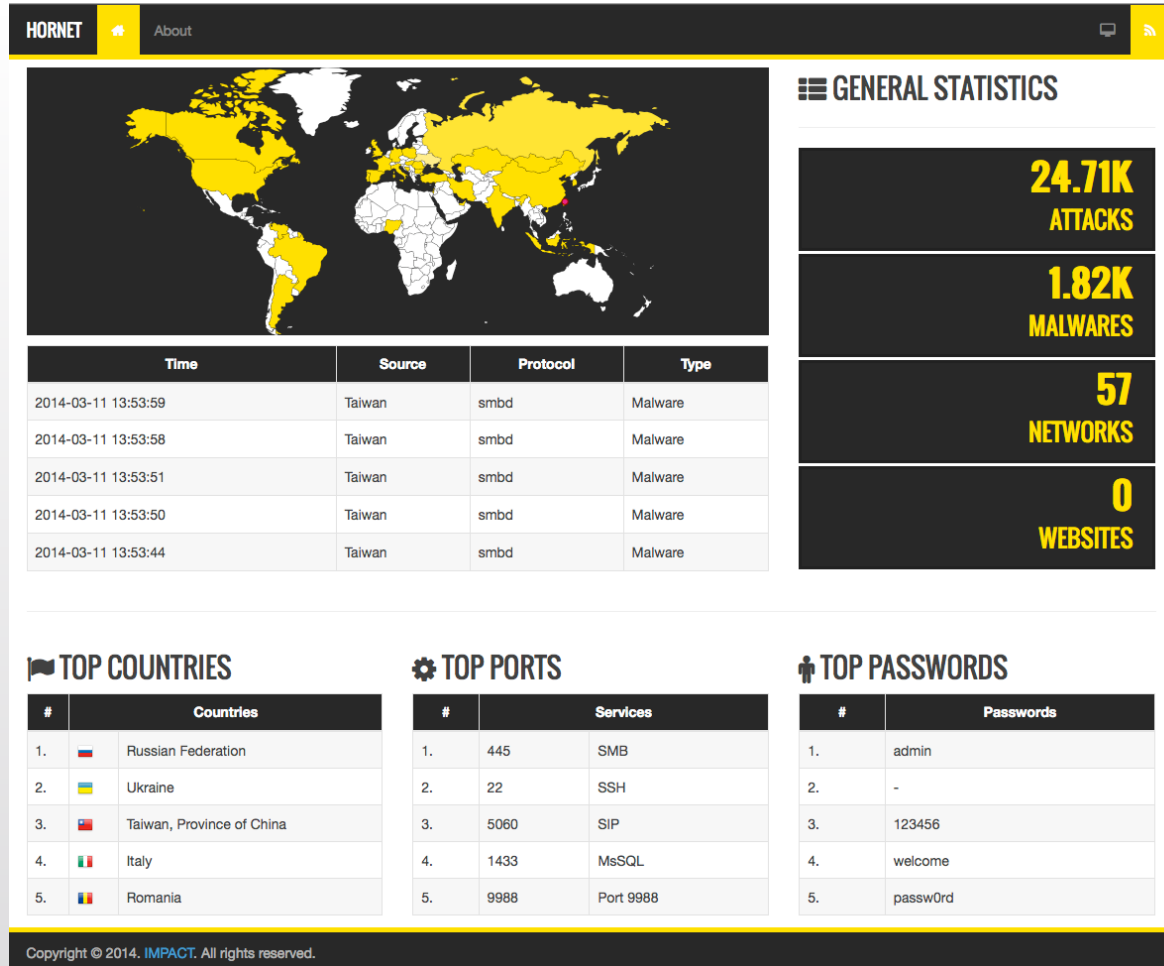 HORNET About
GENERAL STATISTICS
24.71K
ATTACKS
1.82K
MALWARES
57
NETWORKS
0
WEBSITES
Time Source Protocol Type
2014-03-11 13:53:59 Taiwan smbd Malware
2014-03-11 13:53:58 Taiwan smbd Malware
2014-03-11 13:53:51 Taiwan smbd Malware
2014-03-11 13:53:50 Taiwan smbd Malware
2014-03-11 13:53:44 Taiwan smbd Malware
TOP COUNTRIES
# Countries
1. Russian Federation
2. Ukraine
3. Taiwan, Province of China
4. Italy
5. Romania
TOP PORTS
# Services
1. 445 SMB
2. 22 SSH
3. 5060 SIP
4. 1433 MsSQL
5. 9988 Port 9988
TOP PASSWORDS
# Passwords
1. admin
2. -
3. 123456
4. welcome
5. passw0rd
Copyright © 2014. IMPACT. All rights reserved.